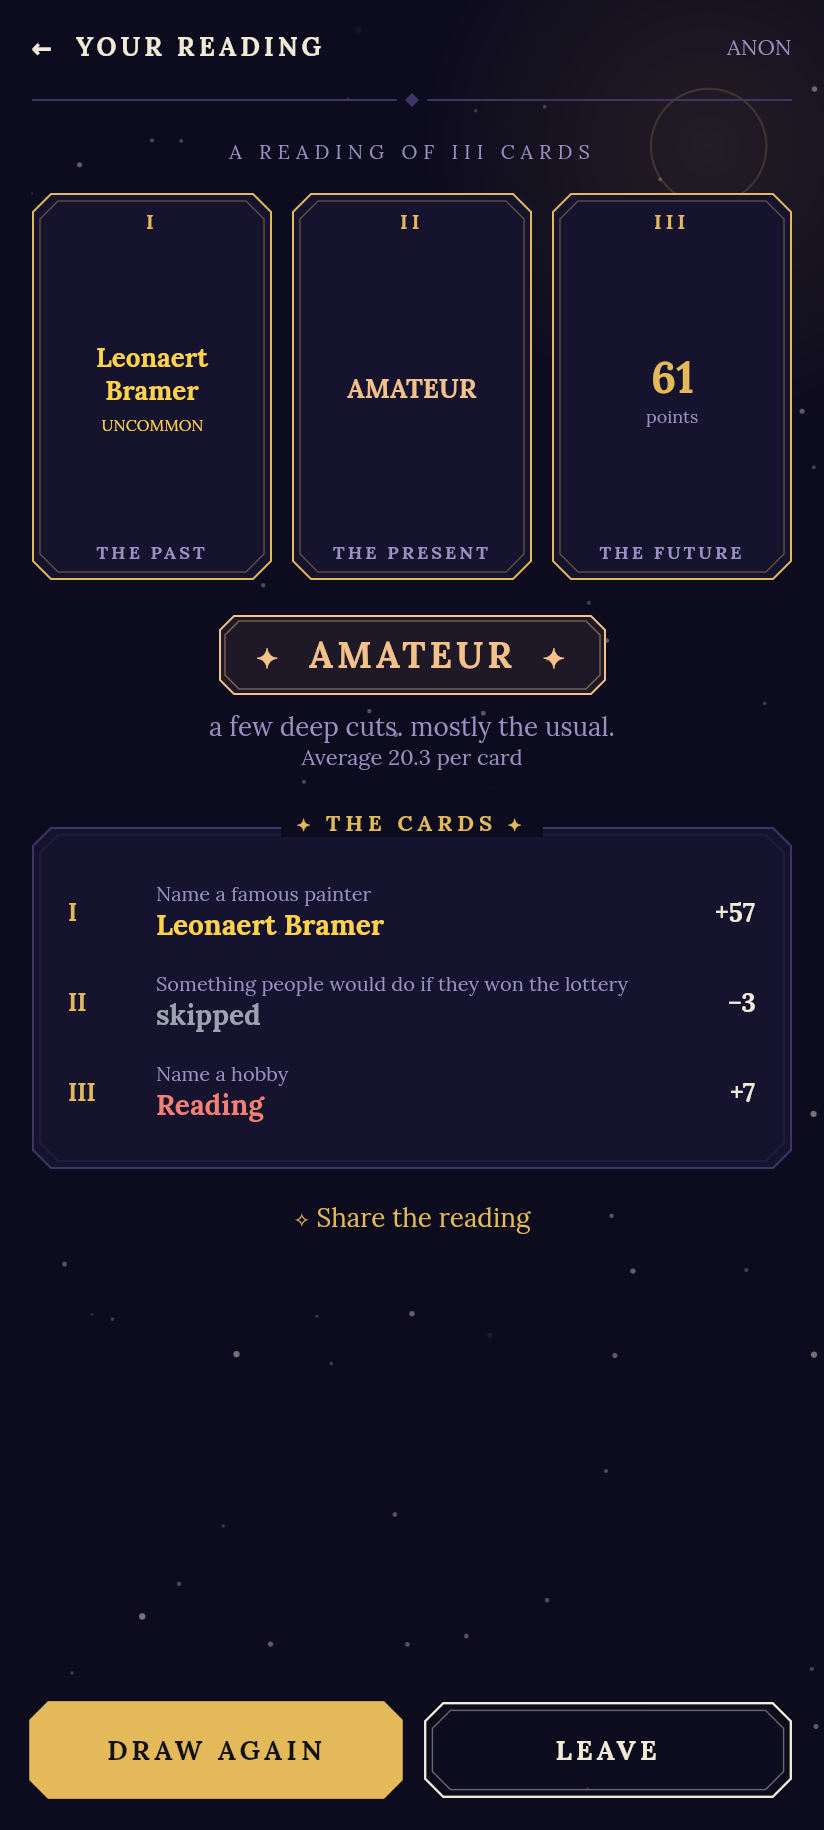 ← YOUR READING
ANON
A READING OF III CARDS
I
Leonaert
Bramer
UNCOMMON
THE PAST
II
AMATEUR
THE PRESENT
III
61
points
THE FUTURE
✦ AMATEUR ✦
a few deep cuts. mostly the usual.
Average 20.3 per card
✦ THE CARDS ✦
I
Name a famous painter
Leonaert Bramer
+57
II
Something people would do if they won the lottery
skipped
−3
III
Name a hobby
Reading
+7
✧ Share the reading
DRAW AGAIN
LEAVE